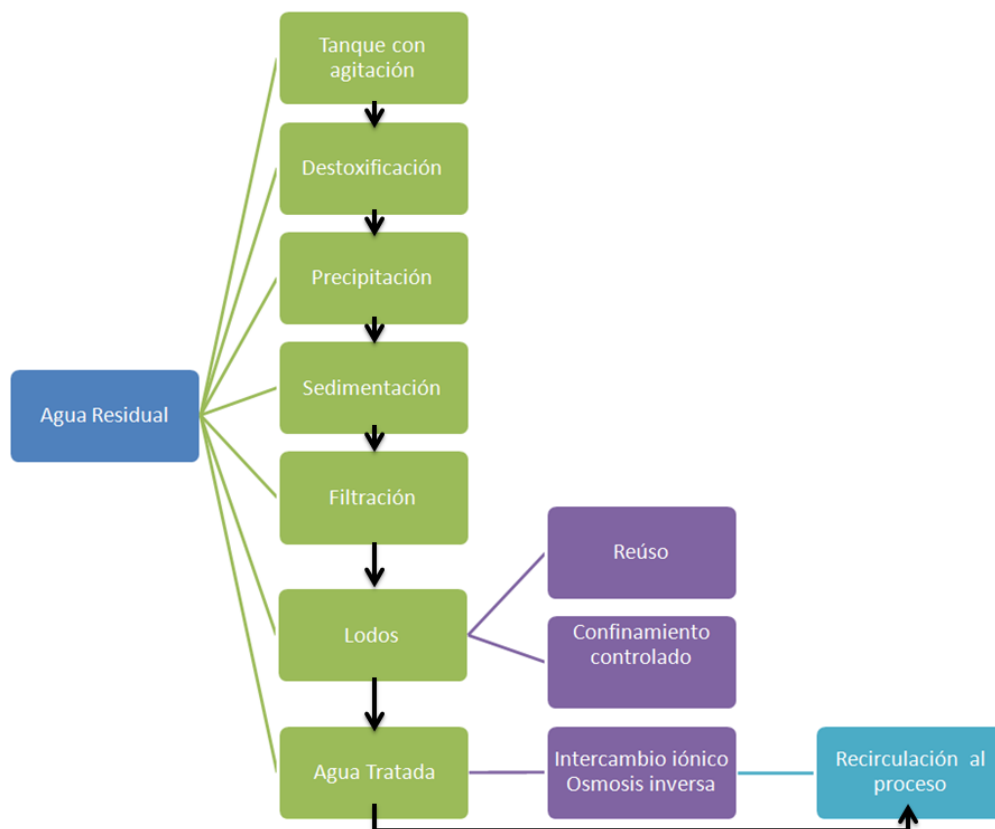 Tanque con
agitación
Destoxificación
Precipitación
Sedimentación
Agua Residual
Filtración
Reúso
Lodos
Confinamiento
controlado
Agua Tratada
Intercambio iónico
Osmosis inversa
Recirculación al
proceso